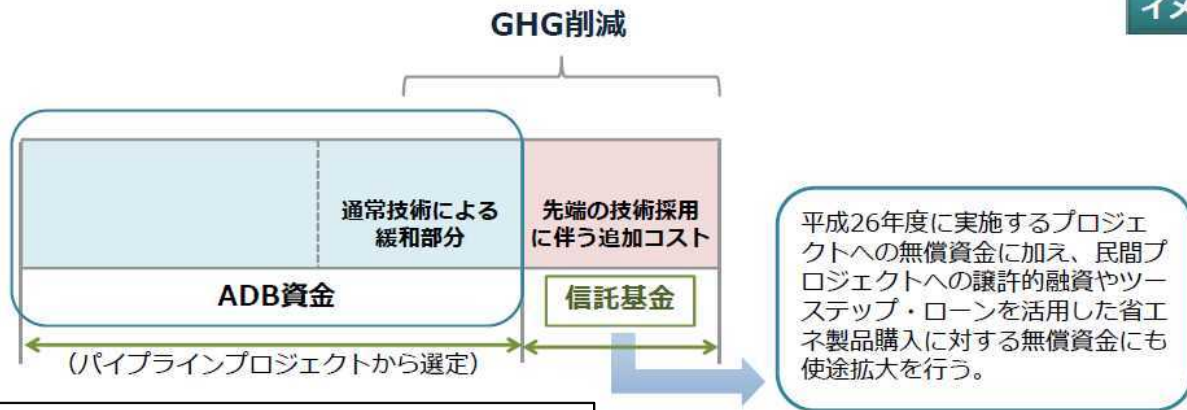 GHG削減
イメ
通常技術による
緩和部分
先端の技術採用
に伴う追加コスト
ADB資金
信託基金
（パイプラインプロジェクトから選定）
平成26年度に実施するプロジェ
クトへの無償資金に加え、民間プ
ロジェクトへの譲許的融資やツー
ステップ・ローンを活用した省エ
ネ製品購入に対する無償資金にも
使途拡大を行う。